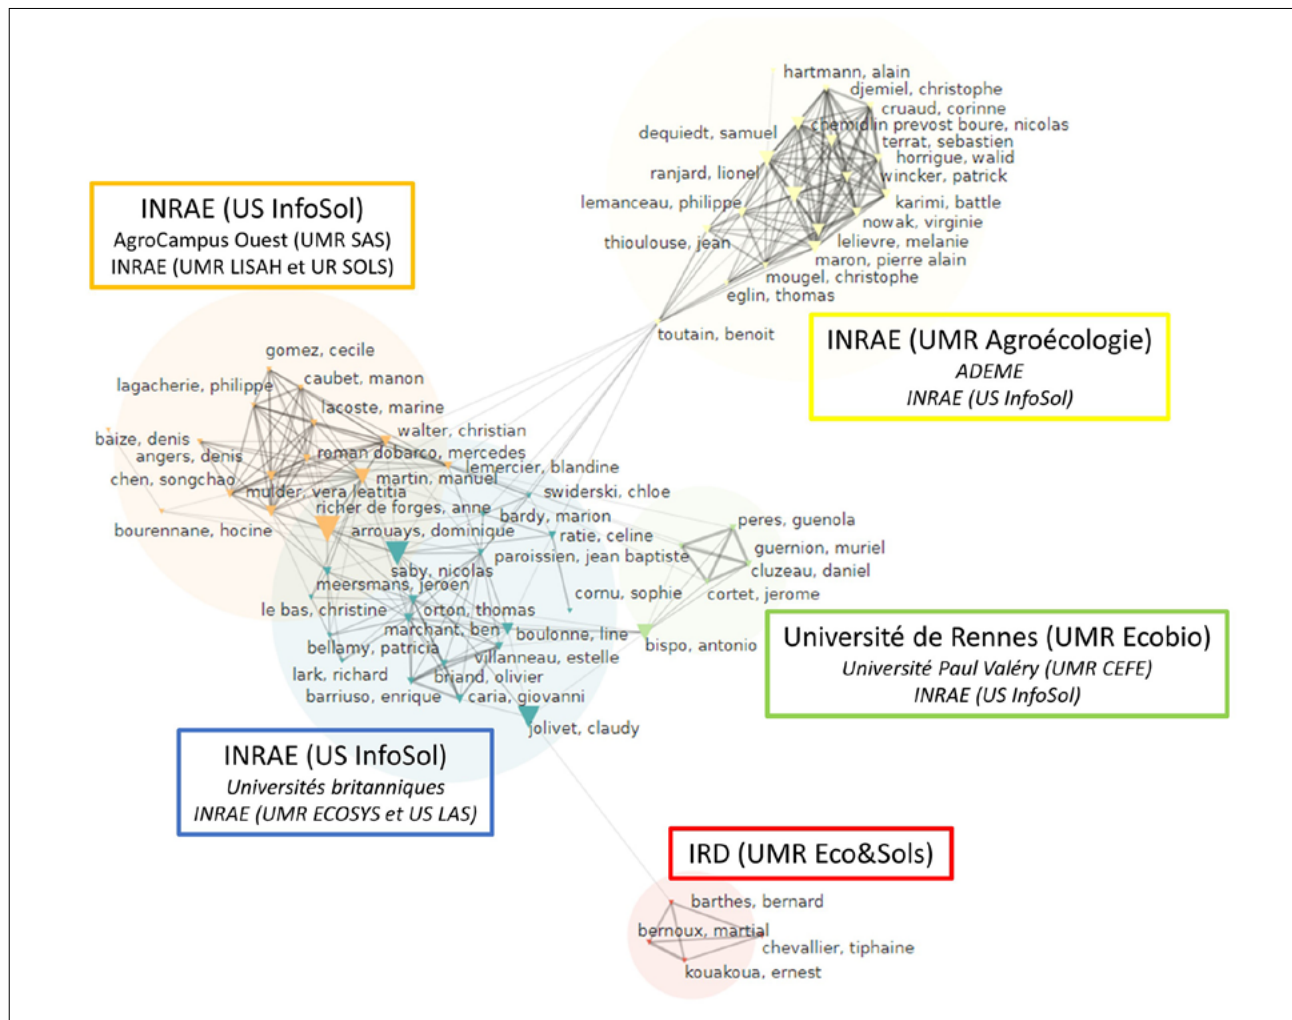 hartmann, alain
djemiel, christophe
cruaud, corinne
chemidlin prevost boure, nicolas
dequiedt, samuel
terrat, sebastien
horrigue, walid
ranjard, lionel
wincker, patrick
lemanceau, philippe
karimi, battle
nowak, virginie
thioulouse, jean
lelievre, melanie
maron, pierre alain
mougel, christophe
eglin, thomas
toutain, benoit
INRAE (US InfoSol)
AgroCampus Ouest (UMR SAS)
INRAE (UMR LISAH et UR SOLS)
INRAE (UMR Agroécologie)
ADEME
INRAE (US InfoSol)
gomez, cecile
lagacherie, philippe
caubet, manon
lacoste, marine
baize, denis
walter, christian
angers, denis
roman dobarco, mercedes
lemercier, blandine
chen, songchao
martin, manuel
mulder, vera leatitia
swiderski, chloe
richer de forges, anne
bardy, marion
bourennane, hocine
arrouays, dominique
ratie, celine
peres, guenola
paroissien, jean baptiste
guernion, muriel
saby, nicolas
cluzeau, daniel
meersmans, jeroen
cornu, sophie
cortet, jerome
le bas, christine
orton, thomas
marchant, ben
boulonne, line
bispo, antonio
bellamy, patricia
villanneau, estelle
lark, richard
briand, olivier
barriuso, enrique
caria, giovanni
jolivet, claudy
Université de Rennes (UMR Ecobio)
Université Paul Valéry (UMR CEFE)
INRAE (US InfoSol)
INRAE (US InfoSol)
Universités britanniques
INRAE (UMR ECOSYS et US LAS)
IRD (UMR Eco&Sols)
barthes, bernard
bernoux, martial
chevallier, tiphaine
kouakoua, ernest